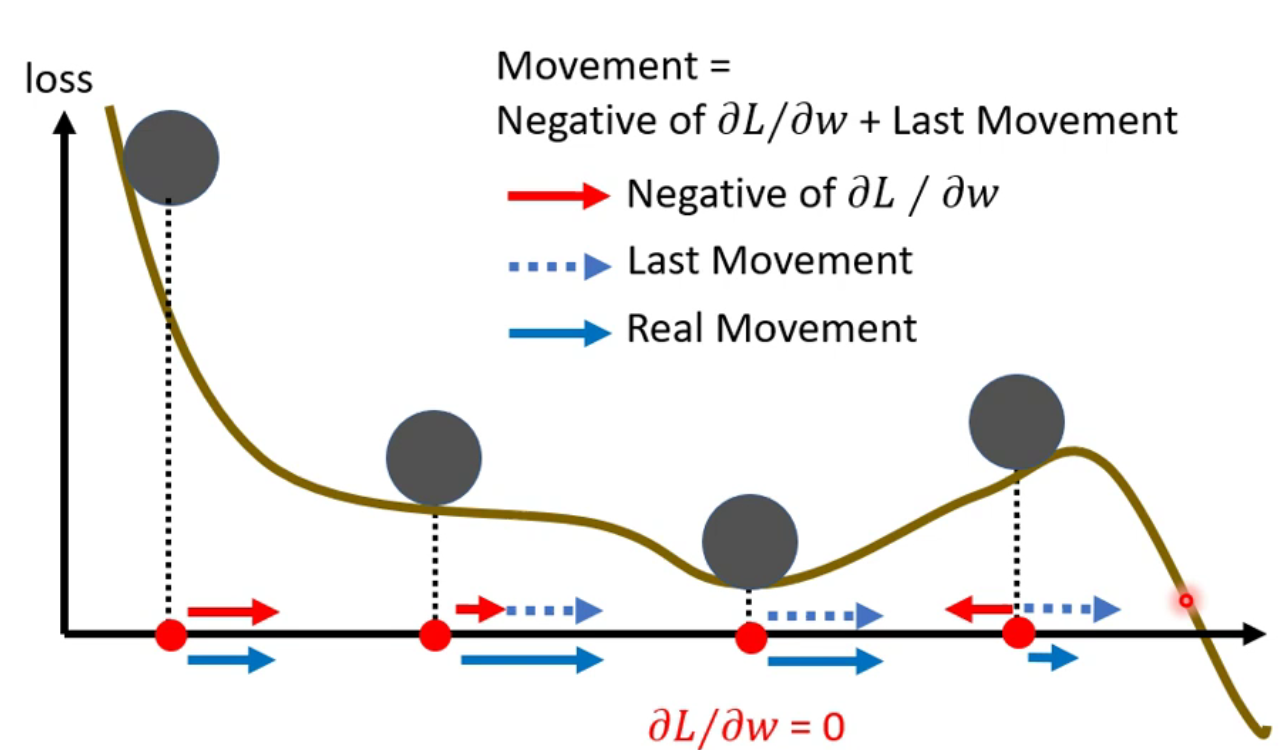 loss
Movement =
Negative of ∂L/∂w + Last Movement
Negative of ∂L / ∂w
Last Movement
Real Movement
∂L/∂w = 0